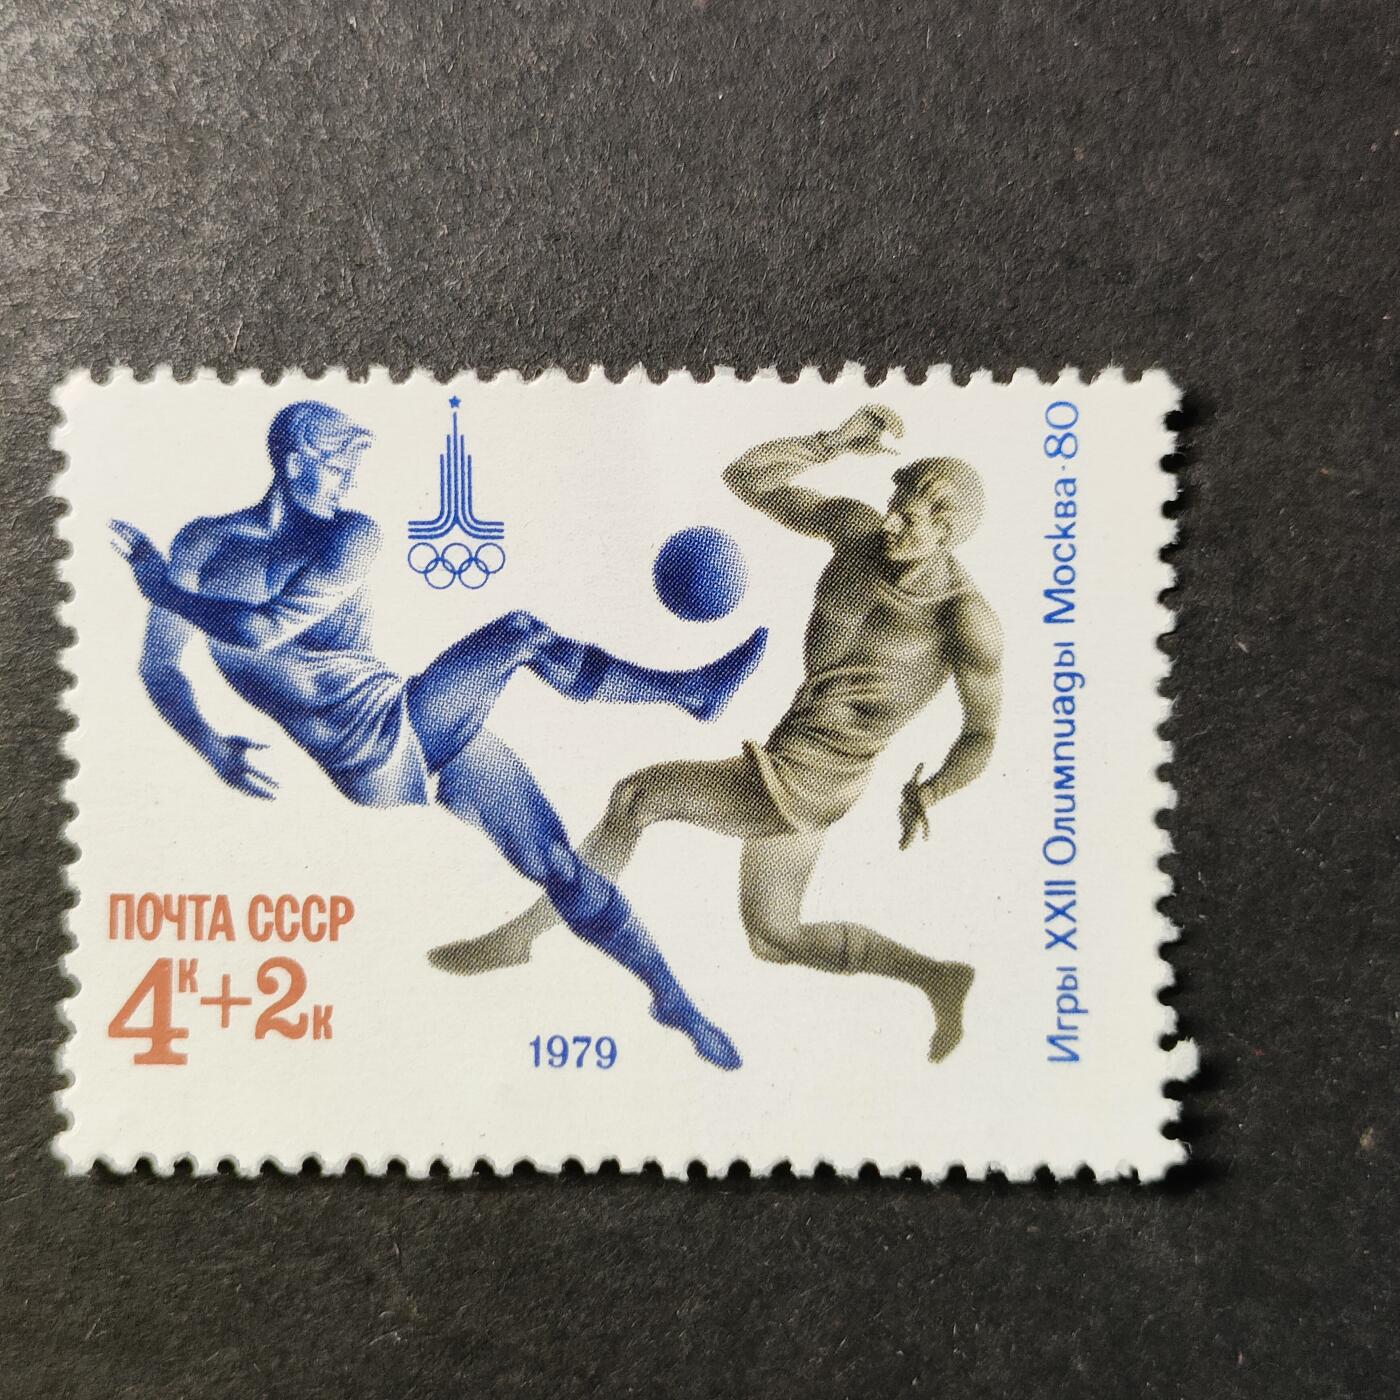 ПОЧТА СССР
4К+2К
1979
Игры XXII Олимпиады Москва·80